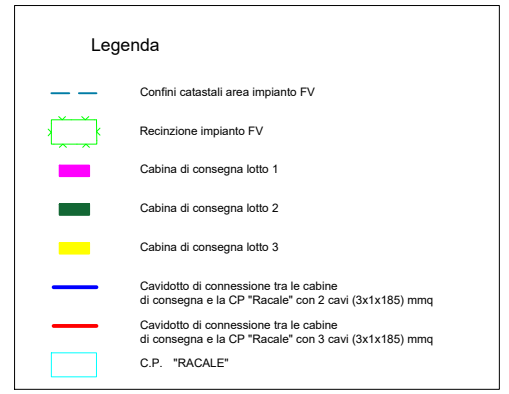 Legenda
Confini catastali area impianto FV
Recinzione impianto FV
Cabina di consegna lotto 1
Cabina di consegna lotto 2
Cabina di consegna lotto 3
Cavidotto di connessione tra le cabine
di consegna e la CP "Racale" con 2 cavi (3x1x185) mmq
Cavidotto di connessione tra le cabine
di consegna e la CP "Racale" con 3 cavi (3x1x185) mmq
C.P. "RACALE"